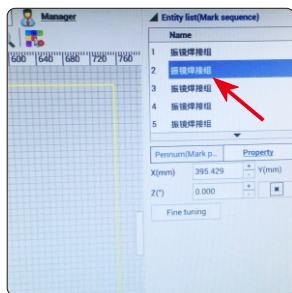 Manager
Entity list(Mark sequence)
600 640 680 720 760
Name
1 振镜焊接组
2 振镜焊接组
3 振镜焊接组
4 振镜焊接组
5 振镜焊接组
Pennum(Mark p... Property
X(mm) 395.429 + - Y(mm)
Z(°) 0.000 + -
Fine tuning